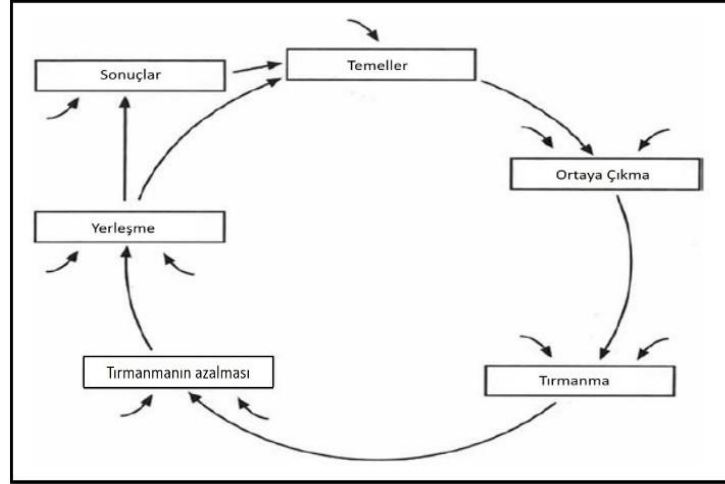 Temeller
Sonuçlar
Ortaya Çıkma
Yerleşme
Tırmanmanın azalması
Tırmanma